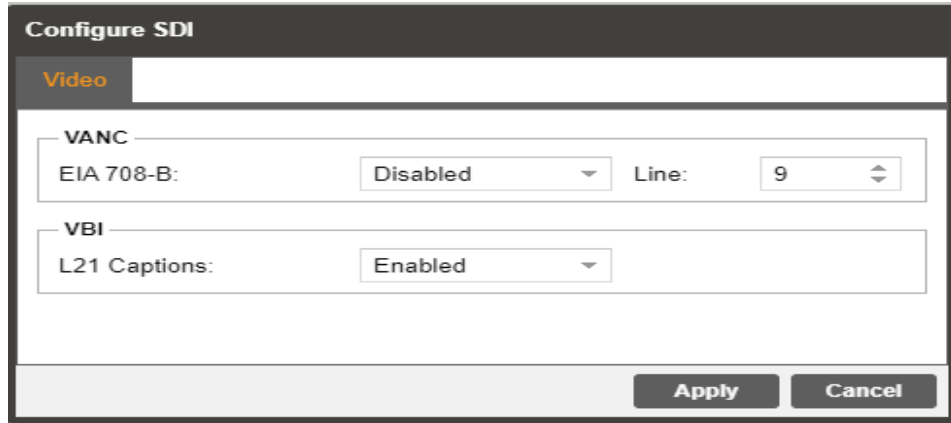 Configure SDI
Video
VANC
EIA 708-B: Disabled Line: 9
VBI
L21 Captions: Enabled
Apply Cancel